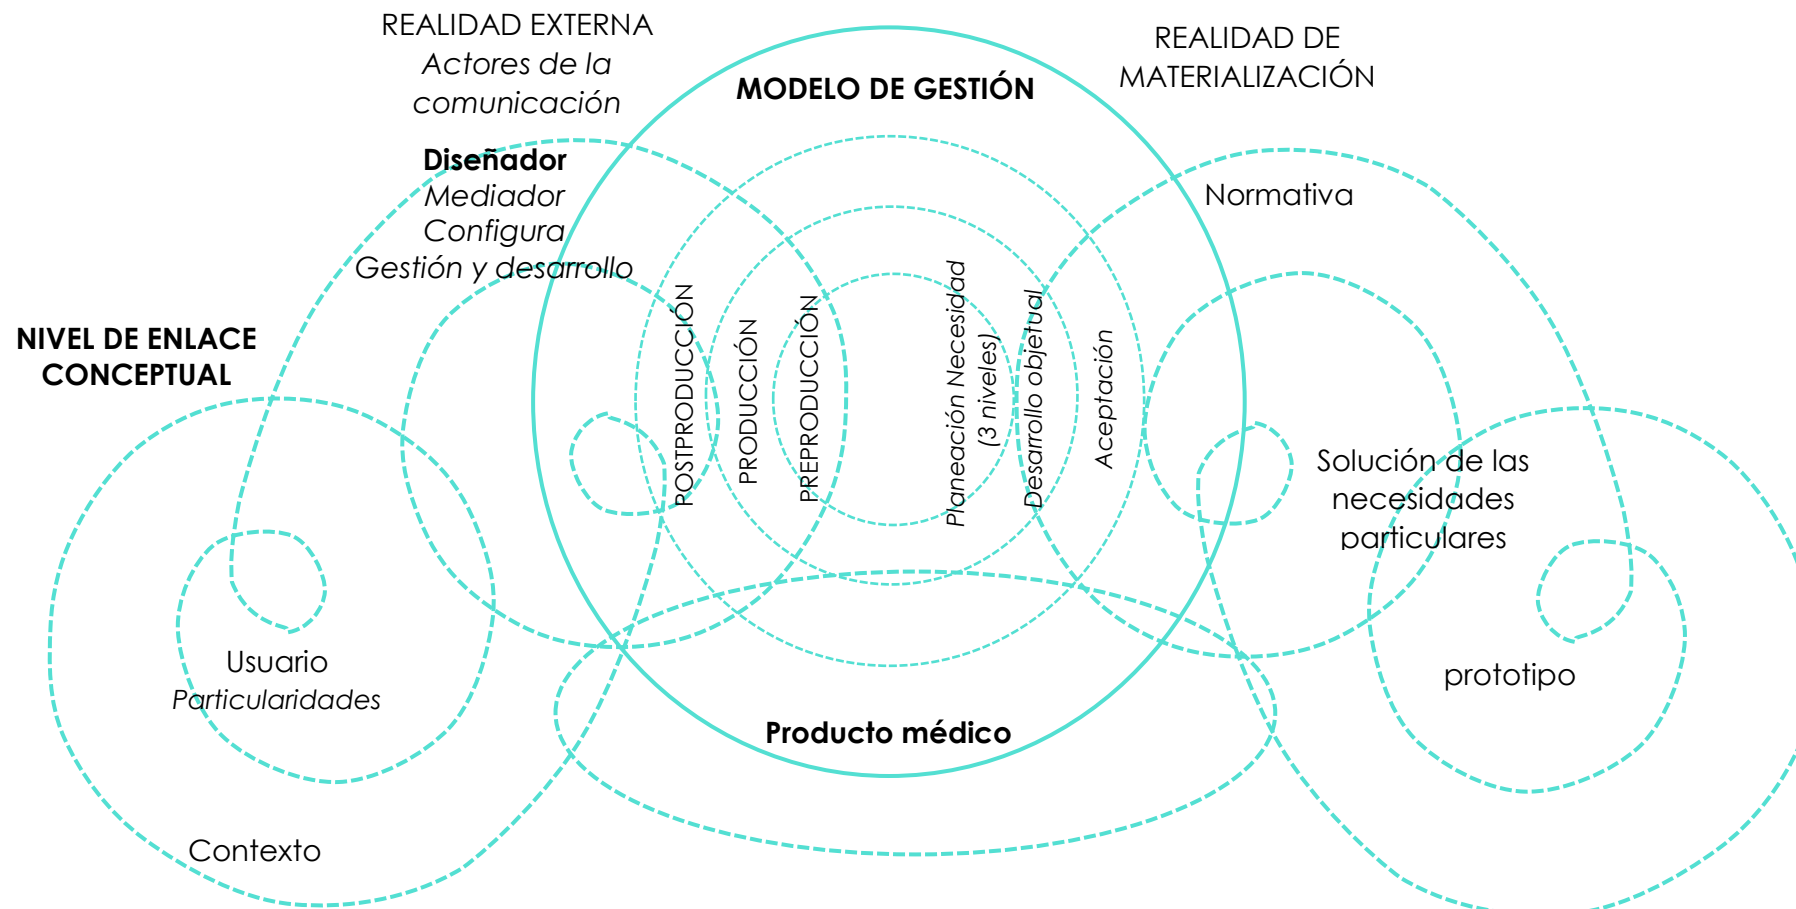 REALIDAD EXTERNA
Actores de la
comunicación
Diseñador
Mediador
Configura
Gestión y desarrollo
MODELO DE GESTIÓN
REALIDAD DE
MATERIALIZACIÓN
Normativa
NIVEL DE ENLACE
CONCEPTUAL
POSTPRODUCCIÓN
PRODUCCIÓN
PREPRODUCCIÓN
Planeación Necesidad
(3 niveles)
Desarrollo objetual
Aceptación
Solución de las
necesidades
particulares
Usuario
Particularidades
prototipo
Producto médico
Contexto